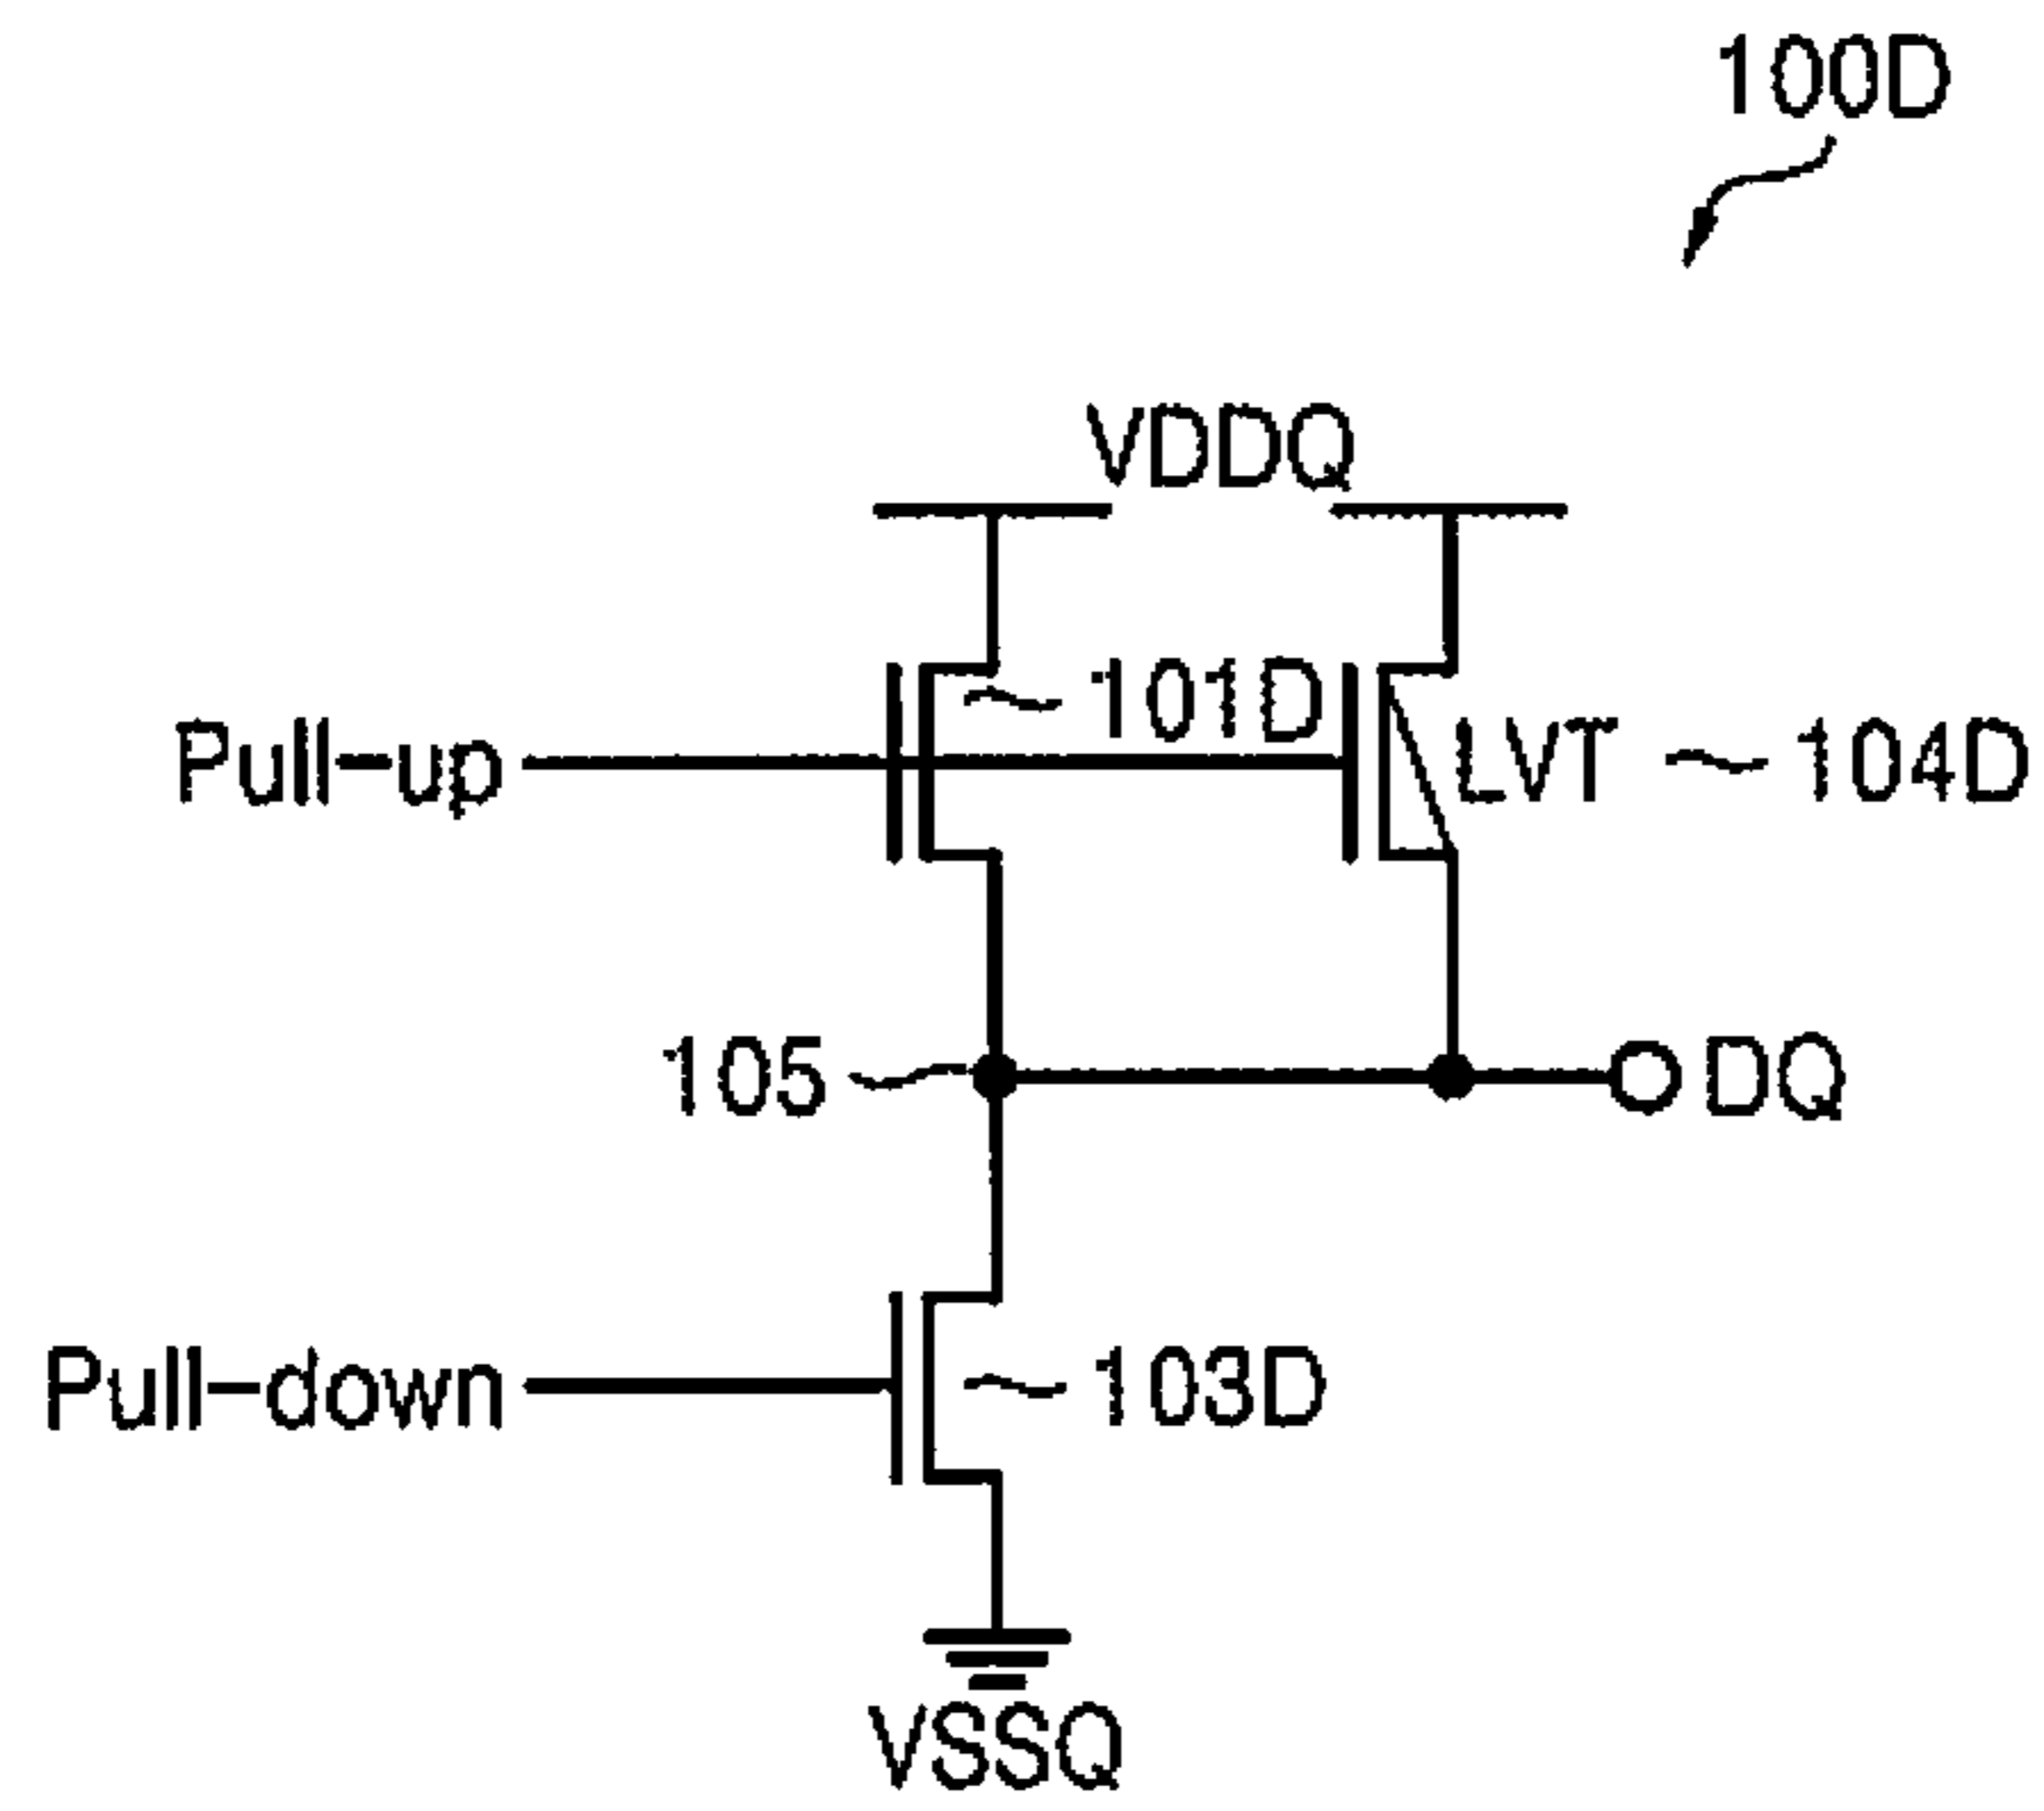 100D
VDDQ
101D
Pull-up
LVT
104D
105
DQ
Pull-down
103D
VSSQ